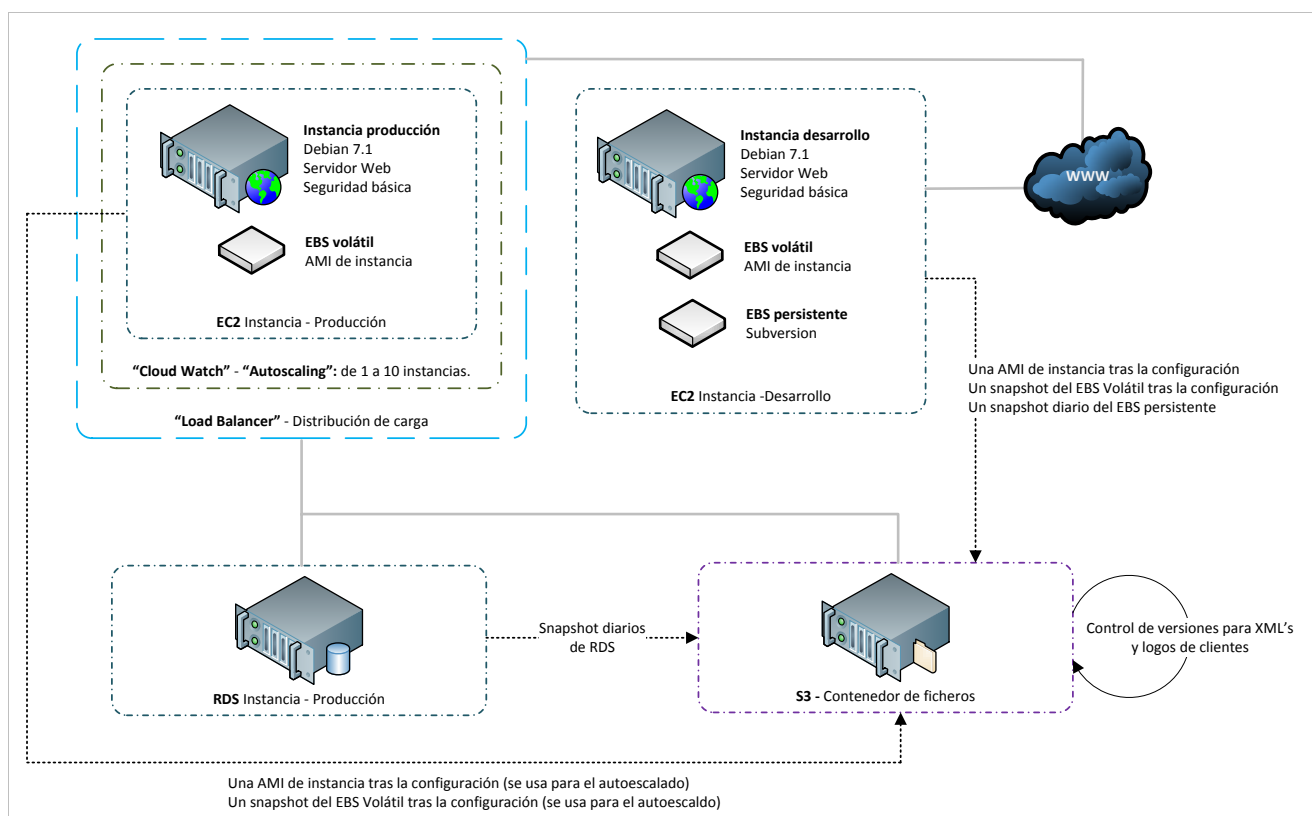 Instancia producción
Debian 7.1
Servidor Web
Seguridad básica
EBS volátil
AMI de instancia
EC2 Instancia - Producción
“Cloud Watch” - “Autoscaling”: de 1 a 10 instancias.
“Load Balancer” - Distribución de carga
Instancia desarrollo
Debian 7.1
Servidor Web
Seguridad básica
EBS volátil
AMI de instancia
EBS persistente
Subversion
EC2 Instancia -Desarrollo
www
Una AMI de instancia tras la configuración
Un snapshot del EBS Volátil tras la configuración
Un snapshot diario del EBS persistente
RDS Instancia - Producción
Snapshot diarios
de RDS
S3 - Contenedor de ficheros
Control de versiones para XML’s
y logos de clientes
Una AMI de instancia tras la configuración (se usa para el autoescalado)
Un snapshot del EBS Volátil tras la configuración (se usa para el autoescaldo)